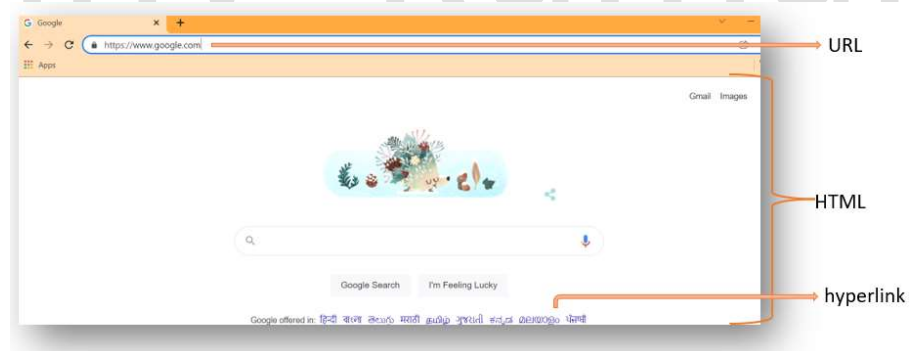 Google
https://www.google.com
URL
Apps
Gmail Images
HTML
Google Search I'm Feeling Lucky
hyperlink
Google offered in: हिन्दी বাংলা తెలుగు मराठी தமிழ் ગુજરાતી ಕನ್ನಡ മലയാളം ਪੰਜਾਬੀ